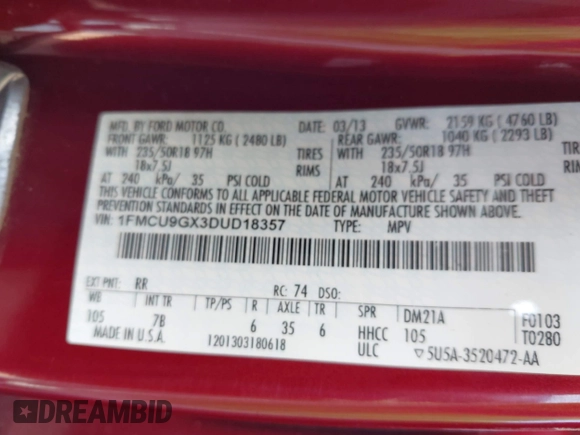 MFD. BY FORD MOTOR CO. DATE: 03/13 GVWR: 2159 KG (4760 LB)
FRONT GAWR: 1125 KG (2480 LB) REAR GAWR: 1040 KG (2293 LB)
WITH 235/50R18 97H TIRES WITH 235/50R18 97H TIRES
18x7.5J RIMS 18x7.5J RIMS
AT 240 kPa/ 35 PSI COLD AT 240 kPa/ 35 PSI COLD
THIS VEHICLE CONFORMS TO ALL APPLICABLE FEDERAL MOTOR VEHICLE SAFETY AND THEFT
PREVENTION STANDARDS IN EFFECT ON THE DATE OF MANUFACTURE SHOWN ABOVE.
VIN: 1FMCU9GX3DUD18357 TYPE: MPV
EXT PNT: RR RC: 74 DSO:
WB INT TR TP/PS R AXLE TR SPR DM21A F0103
105 7B 6 35 6 HHCC 105 T0280
MADE IN U.S.A. 1201303180618 ULC ▽5U5A-3520472-AA
DREAMBID